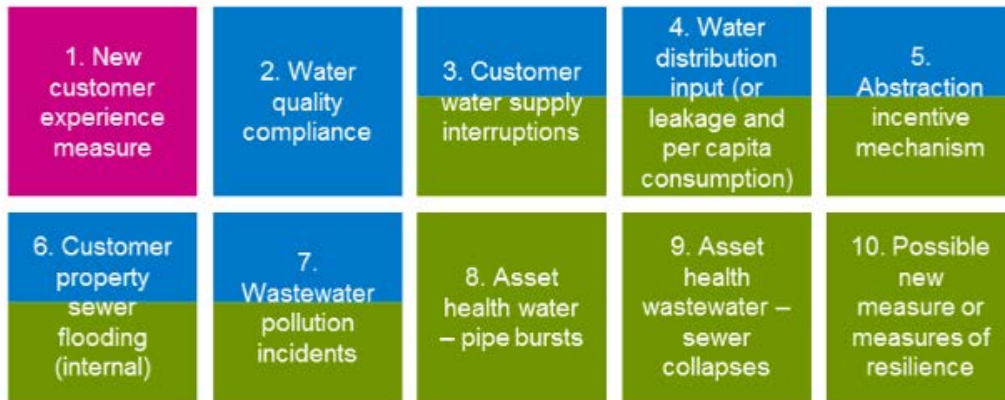 1. New
customer
experience
measure
2. Water
quality
compliance
3. Customer
water supply
interruptions
4. Water
distribution
input (or
leakage and
per capita
consumption)
5.
Abstraction
incentive
mechanism
6. Customer
property
sewer
flooding
(internal)
7.
Wastewater
pollution
incidents
8. Asset
health water
– pipe bursts
9. Asset
health
wastewater –
sewer
collapses
10. Possible
new
measure or
measures of
resilience